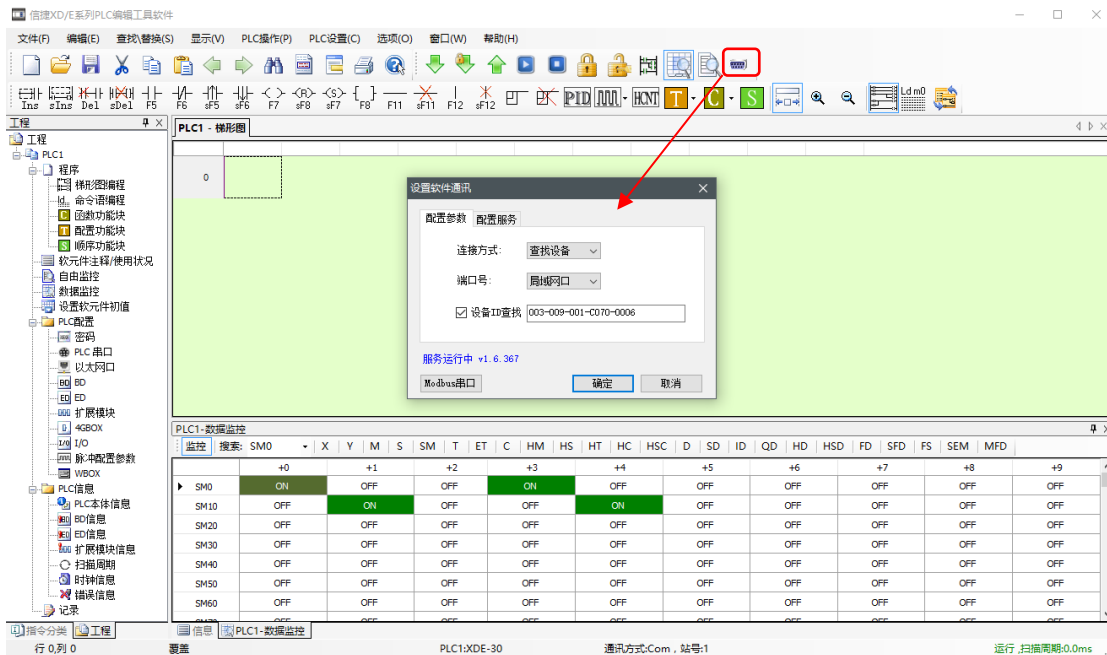 信捷XD/E系列PLC编辑工具软件
文件(F) 编辑(E) 查找\替换(S) 显示(V) PLC操作(P) PLC设置(C) 选项(O) 窗口(W) 帮助(H)
Ins sIns Del sDel F5 F6 sF5 sF6 F7 sF8 sF7 F8 F11 sF11 F12 sF12 PID HCNT T C S Ld m0
工程
PLC1 - 梯形图
工程
PLC1
程序
梯形图编程
命令语编程
函数功能块
配置功能块
顺序功能块
软元件注释/使用状况
自由监控
数据监控
设置软元件初值
PLC配置
密码
PLC 串口
以太网口
BD
ED
扩展模块
4GBOX
I/O
脉冲配置参数
WBOX
PLC信息
PLC本体信息
BD信息
ED信息
扩展模块信息
扫描周期
时钟信息
错误信息
记录
0
设置软件通讯
配置参数 配置服务
连接方式: 查找设备
端口号: 局域网口
设备ID查找 003-009-001-C070-0006
服务运行中 v1.6.367
Modbus串口 确定 取消
PLC1-数据监控
监控 搜索: SM0 X Y M S SM T ET C HM HS HT HC HSC D SD ID QD HD HSD FD SFD FS SEM MFD
+0 +1 +2 +3 +4 +5 +6 +7 +8 +9
SM0 ON OFF OFF ON OFF OFF OFF OFF OFF OFF
SM10 OFF ON OFF OFF ON OFF OFF OFF OFF OFF
SM20 OFF OFF OFF OFF OFF OFF OFF OFF OFF OFF
SM30 OFF OFF OFF OFF OFF OFF OFF OFF OFF OFF
SM40 OFF OFF OFF OFF OFF OFF OFF OFF OFF OFF
SM50 OFF OFF OFF OFF OFF OFF OFF OFF OFF OFF
SM60 OFF OFF OFF OFF OFF OFF OFF OFF OFF OFF
指令分类 工程 信息 PLC1-数据监控
行 0,列 0 覆盖 PLC1:XDE-30 通讯方式:Com，站号:1 运行 ,扫描周期:0.0ms